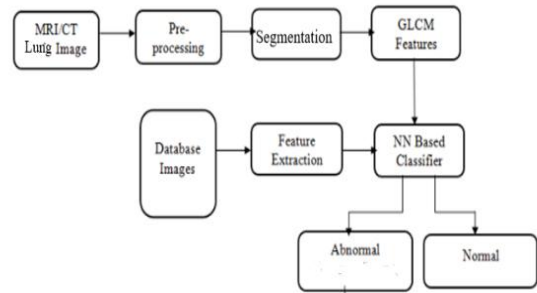 MRI/CT
Lung Image
Pre-
processing
Segmentation
GLCM
Features
Database
Images
Feature
Extraction
NN Based
Classifier
Abnormal
Normal